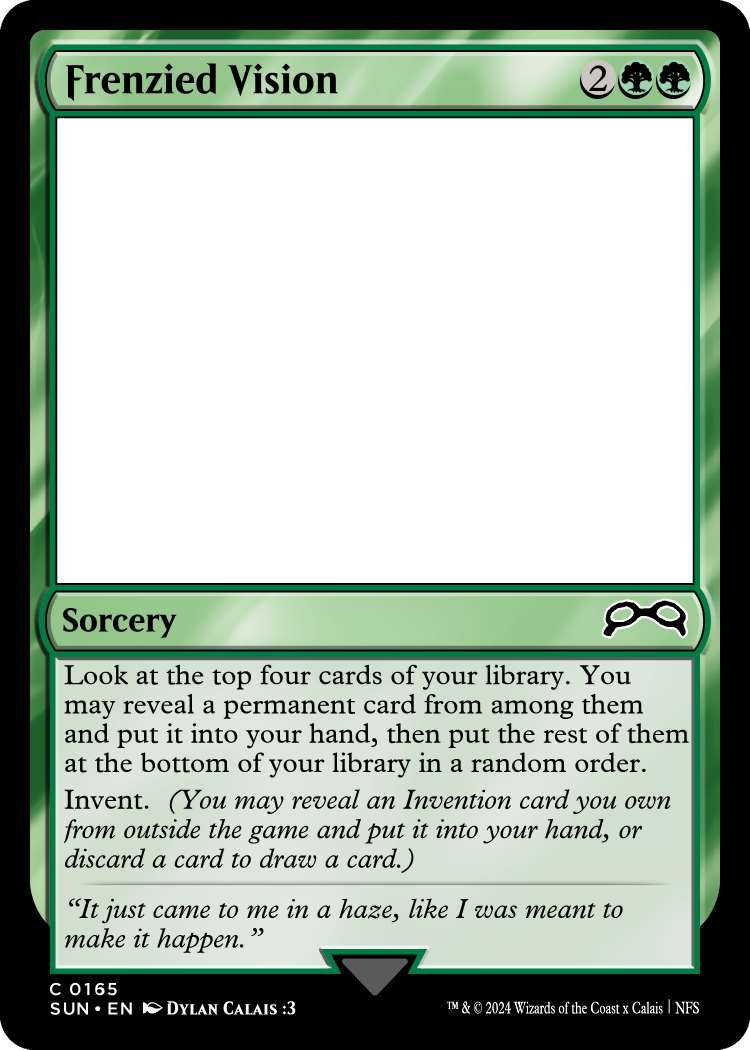 Frenzied Vision 2
Sorcery
Look at the top four cards of your library. You
may reveal a permanent card from among them
and put it into your hand, then put the rest of them
at the bottom of your library in a random order.
Invent. (You may reveal an Invention card you own
from outside the game and put it into your hand, or
discard a card to draw a card.)
“It just came to me in a haze, like I was meant to
make it happen.”
C 0165
SUN • EN Dylan Calais :3
™ & © 2024 Wizards of the Coast x Calais | NFS